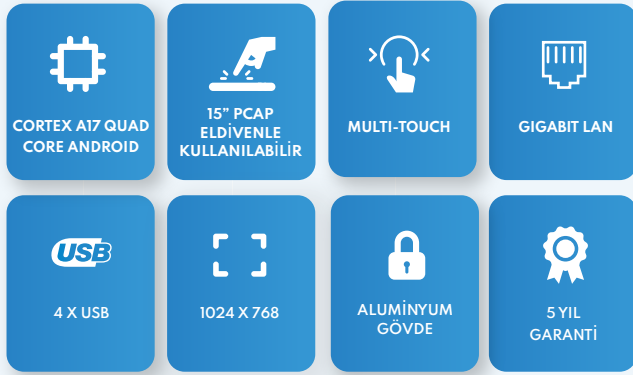 CORTEX A17 QUAD
CORE ANDROID
15” PCAP
ELDİVENLE
KULLANILABİLİR
MULTI-TOUCH
GIGABIT LAN
USB
4 X USB
1024 X 768
ALUMİNYUM
GÖVDE
5 YIL
GARANTİ